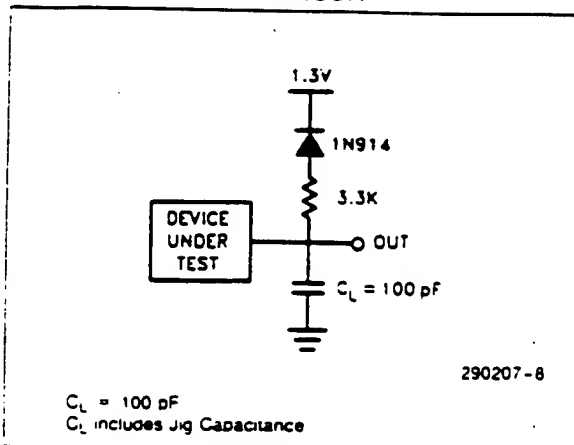 1.3V
1N914
3.3K
DEVICE
UNDER
TEST
OUT
C_L = 100 pF
290207-8
C_L = 100 pF
C_L includes Jig Capacitance